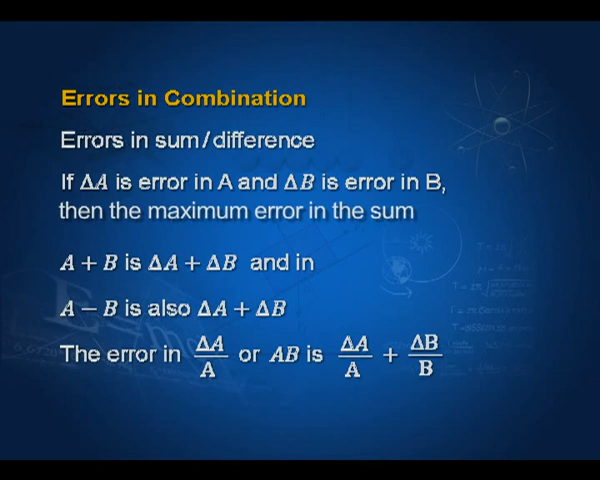 Errors in Combination
Errors in sum/difference
If ΔA is error in A and ΔB is error in B,
then the maximum error in the sum
A + B is ΔA + ΔB and in
A − B is also ΔA + ΔB
The error in ΔA/A or AB is ΔA/A + ΔB/B